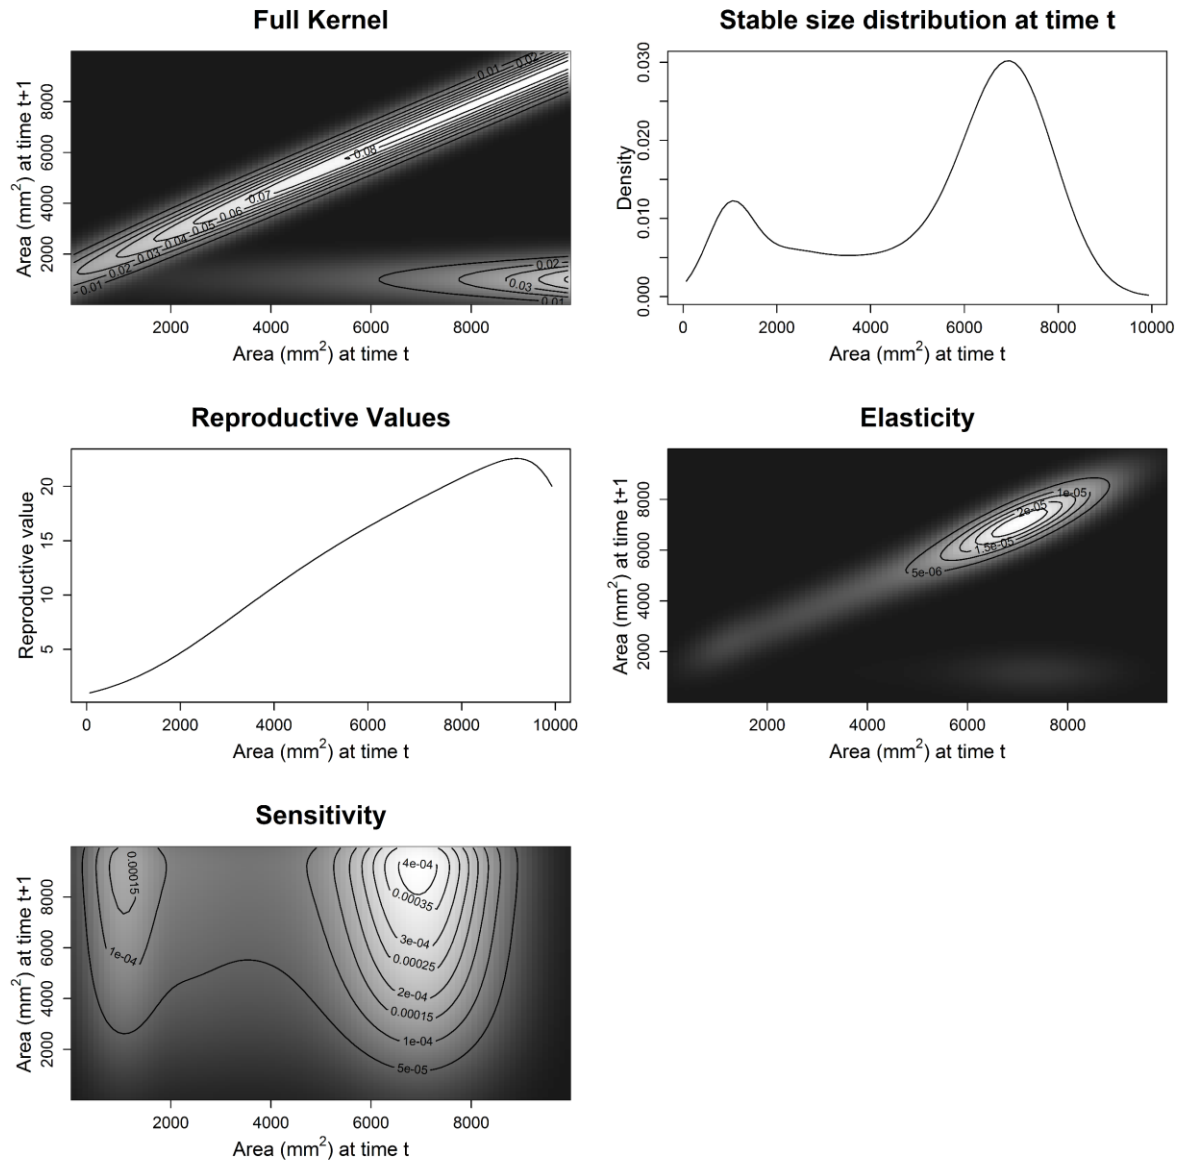 Full Kernel
Area (mm²) at time t+1
2000 4000 6000 8000
0.01 0.02
0.08
0.07
0.06
0.05
0.04
0.03
0.02
0.01
0.02
0.03
0.01
2000 4000 6000 8000
Area (mm²) at time t
Stable size distribution at time t
Density
0.000 0.010 0.020 0.030
0 2000 4000 6000 8000 10000
Area (mm²) at time t
Reproductive Values
Reproductive value
5 10 15 20
0 2000 4000 6000 8000 10000
Area (mm²) at time t
Elasticity
Area (mm²) at time t+1
2000 4000 6000 8000
1e-05
2e-05
1.5e-05
5e-06
2000 4000 6000 8000
Area (mm²) at time t
Sensitivity
Area (mm²) at time t+1
2000 4000 6000 8000
0.00015
1e-04
4e-04
0.00035
3e-04
0.00025
2e-04
0.00015
1e-04
5e-05
2000 4000 6000 8000
Area (mm²) at time t